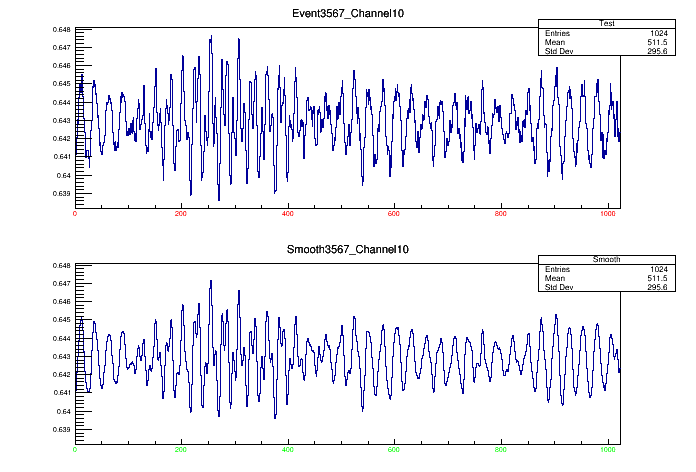 Event3567_Channel10
Test
Entries 1024
Mean 511.5
Std Dev 295.6
0.648
0.647
0.646
0.645
0.644
0.643
0.642
0.641
0.64
0.639
0 200 400 600 800 1000
Smooth3567_Channel10
Smooth
Entries 1024
Mean 511.5
Std Dev 295.6
0.648
0.647
0.646
0.645
0.644
0.643
0.642
0.641
0.64
0.639
0 200 400 600 800 1000